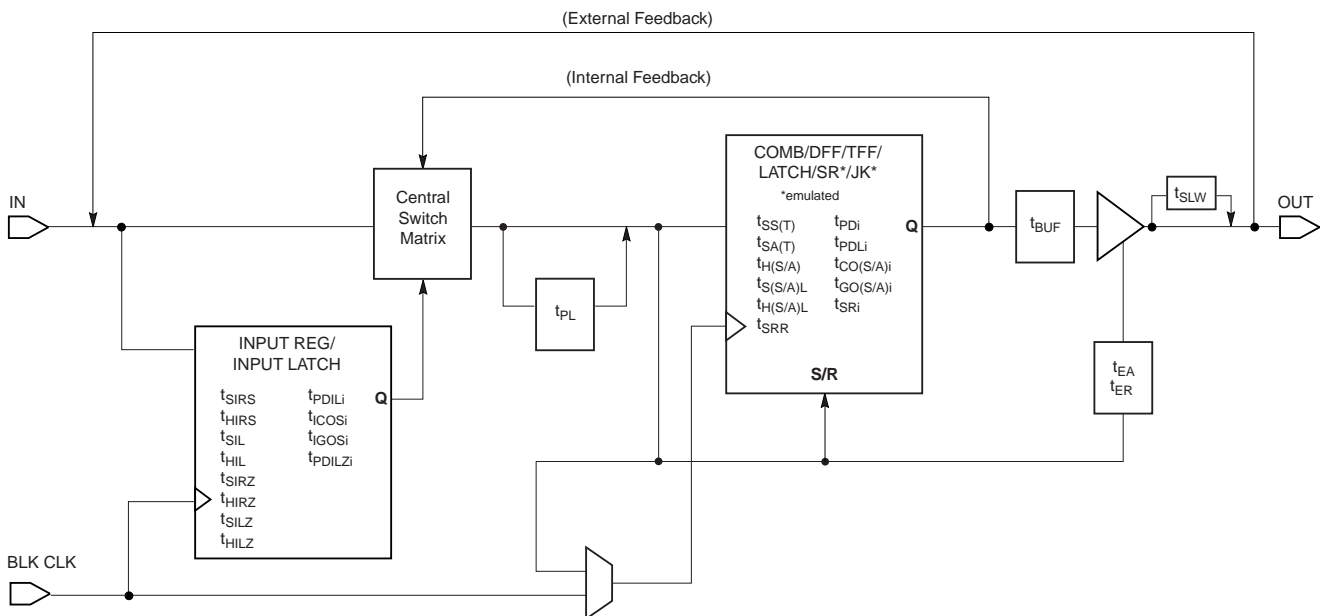 (External Feedback)
(Internal Feedback)
IN
Central
Switch
Matrix
tPL
COMB/DFF/TFF/
LATCH/SR*/JK*
*emulated
tSS(T) tPDi
tSA(T) tPDLi
tH(S/A) tCO(S/A)i
tS(S/A)L tGO(S/A)i
tH(S/A)L tSRi
tSRR
Q
S/R
tBUF
tSLW
OUT
tEA
tER
INPUT REG/
INPUT LATCH
tSIRS tPDILi
tHIRS tICOSi
tSIL tIGOSi
tHIL tPDILZi
tSIRZ
tHIRZ
tSILZ
tHILZ
Q
BLK CLK